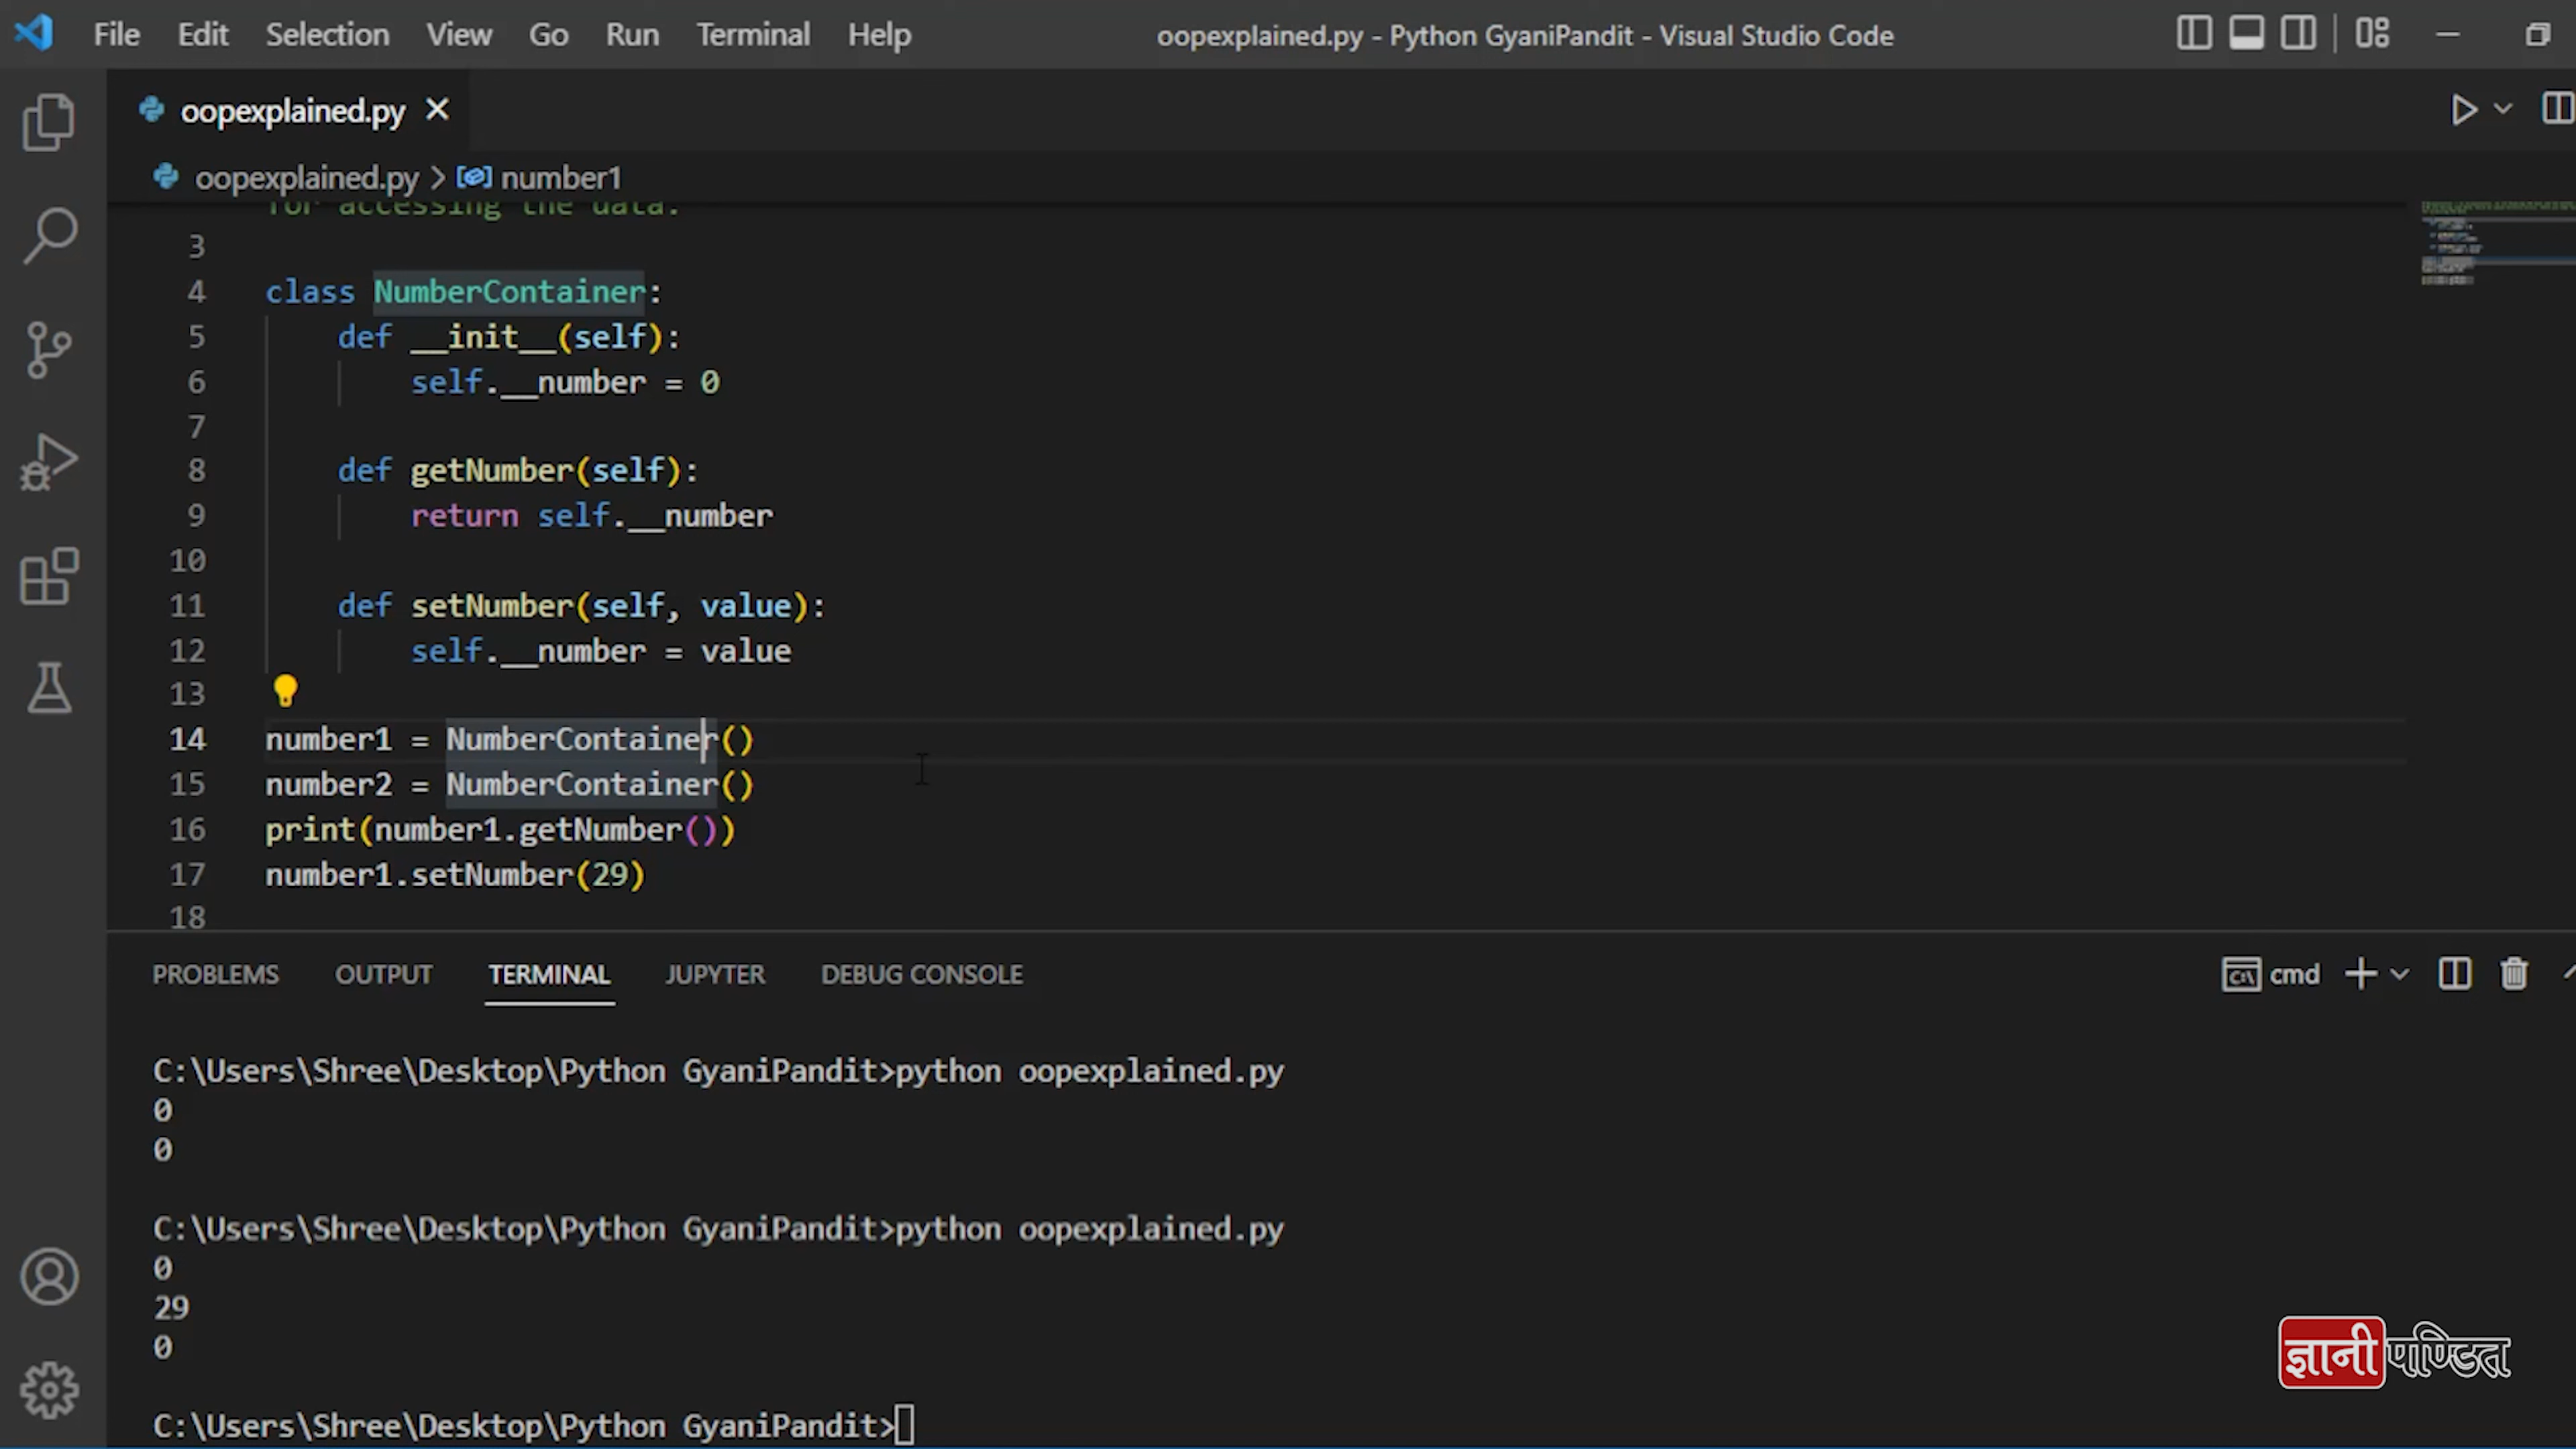 File Edit Selection View Go Run Terminal Help oopexplained.py - Python GyaniPandit - Visual Studio Code
oopexplained.py
oopexplained.py > number1
for accessing the data.
3
4 class NumberContainer:
5 def __init__(self):
6 self.__number = 0
7
8 def getNumber(self):
9 return self.__number
10
11 def setNumber(self, value):
12 self.__number = value
13
14 number1 = NumberContainer()
15 number2 = NumberContainer()
16 print(number1.getNumber())
17 number1.setNumber(29)
18
PROBLEMS OUTPUT TERMINAL JUPYTER DEBUG CONSOLE cmd
C:\Users\Shree\Desktop\Python GyaniPandit>python oopexplained.py
0
0
C:\Users\Shree\Desktop\Python GyaniPandit>python oopexplained.py
0
29
0
C:\Users\Shree\Desktop\Python GyaniPandit>
ज्ञानी पण्डित